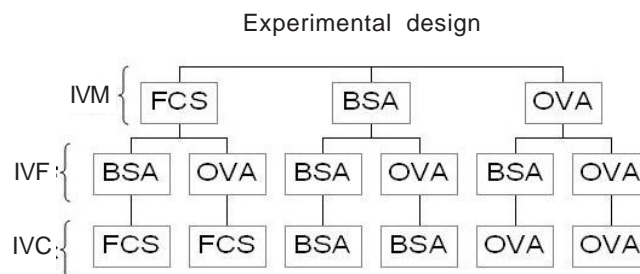 Experimental design
IVM FCS BSA OVA
IVF BSA OVA BSA OVA BSA OVA
IVC FCS FCS BSA BSA OVA OVA